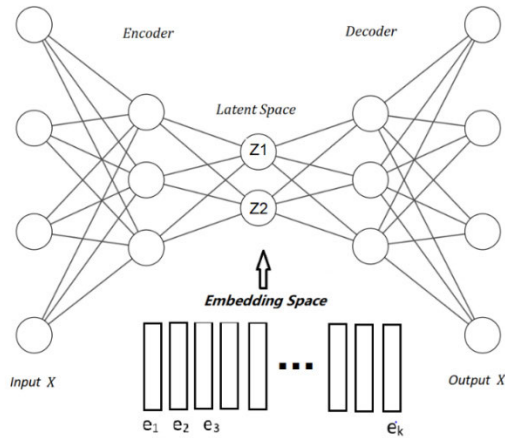 Encoder
Decoder
Latent Space
Z1
Z2
Embedding Space
Input X
Output X
...
e1
e2
e3
ek